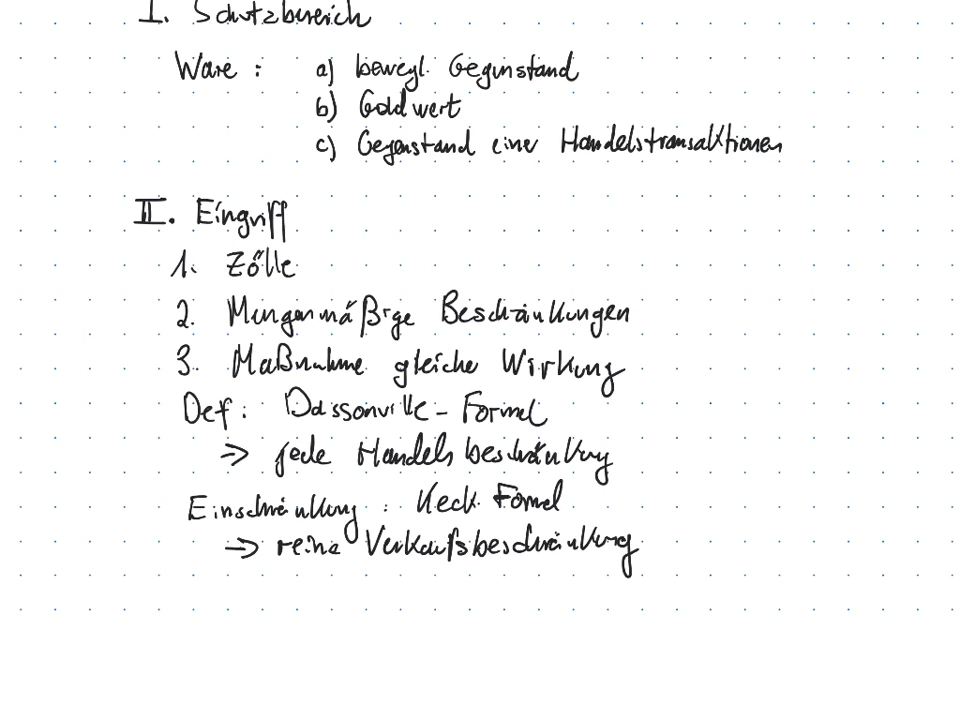 I. Schutzbereich
Ware : a) bewegl. Gegenstand
b) Geldwert
c) Gegenstand einer Handelstransaktionen
II. Eingriff
1. Zölle
2. Mengenmäßige Beschränkungen
3. Maßnahme gleiche Wirkung
Def : Dassonville - Formel
⇒ jede Handelsbeschränkung
Einschränkung : Keck Formel
⇒ reine Verkaufsbeschränkung